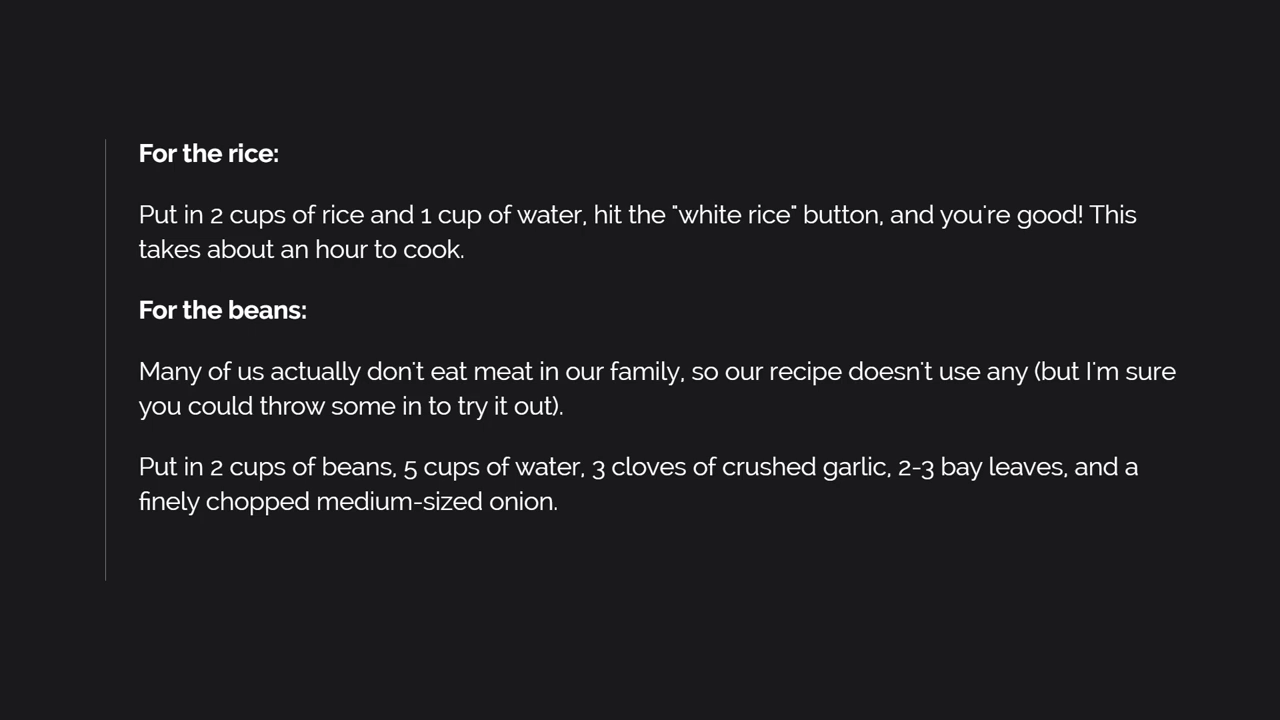 For the rice:
Put in 2 cups of rice and 1 cup of water, hit the "white rice" button, and you're good! This
takes about an hour to cook.
For the beans:
Many of us actually don't eat meat in our family, so our recipe doesn't use any (but I'm sure
you could throw some in to try it out).
Put in 2 cups of beans, 5 cups of water, 3 cloves of crushed garlic, 2-3 bay leaves, and a
finely chopped medium-sized onion.